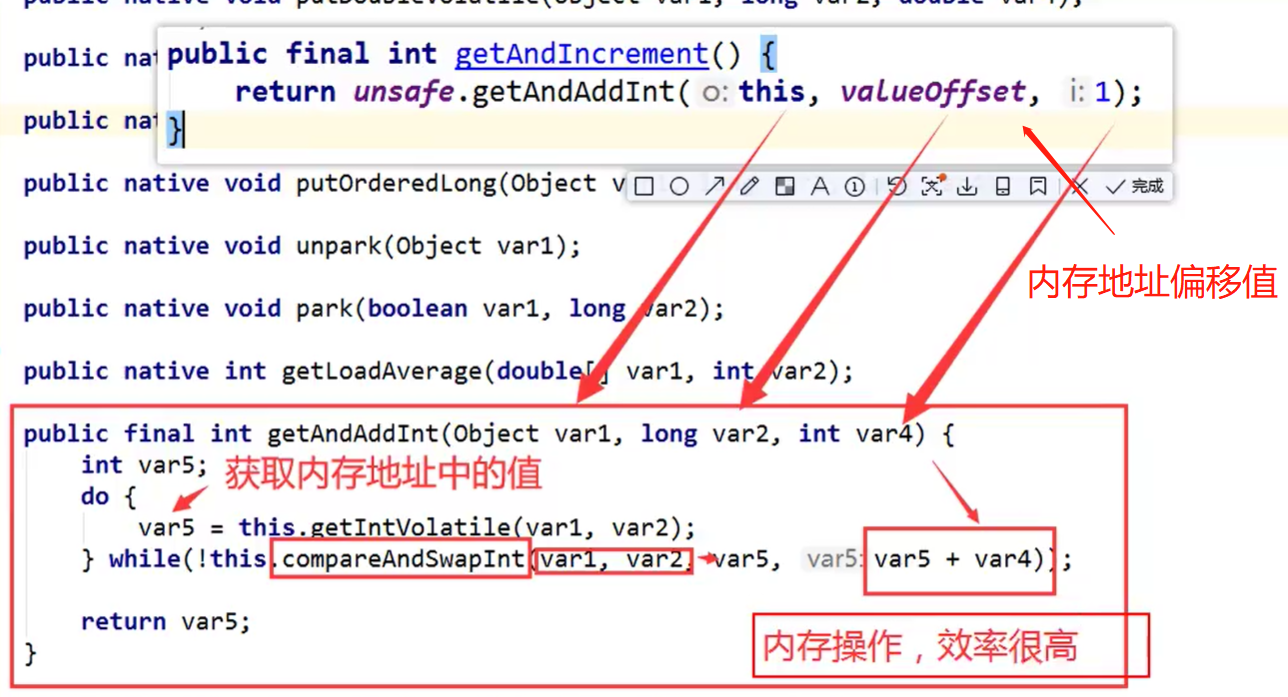 public native void putDoubleVolatile(Object var1, long var2, double var4);
public nat
public final int getAndIncrement() {
return unsafe.getAndAddInt( o: this, valueOffset, i: 1);
public nat
}
public native void putOrderedLong(Object v
A 1 文 完成
public native void unpark(Object var1);
内存地址偏移值
public native void park(boolean var1, long var2);
public native int getLoadAverage(double[] var1, int var2);
public final int getAndAddInt(Object var1, long var2, int var4) {
int var5;
获取内存地址中的值
do {
var5 = this.getIntVolatile(var1, var2);
} while(!this.compareAndSwapInt(var1, var2, var5, var5: var5 + var4));
return var5;
内存操作，效率很高
}